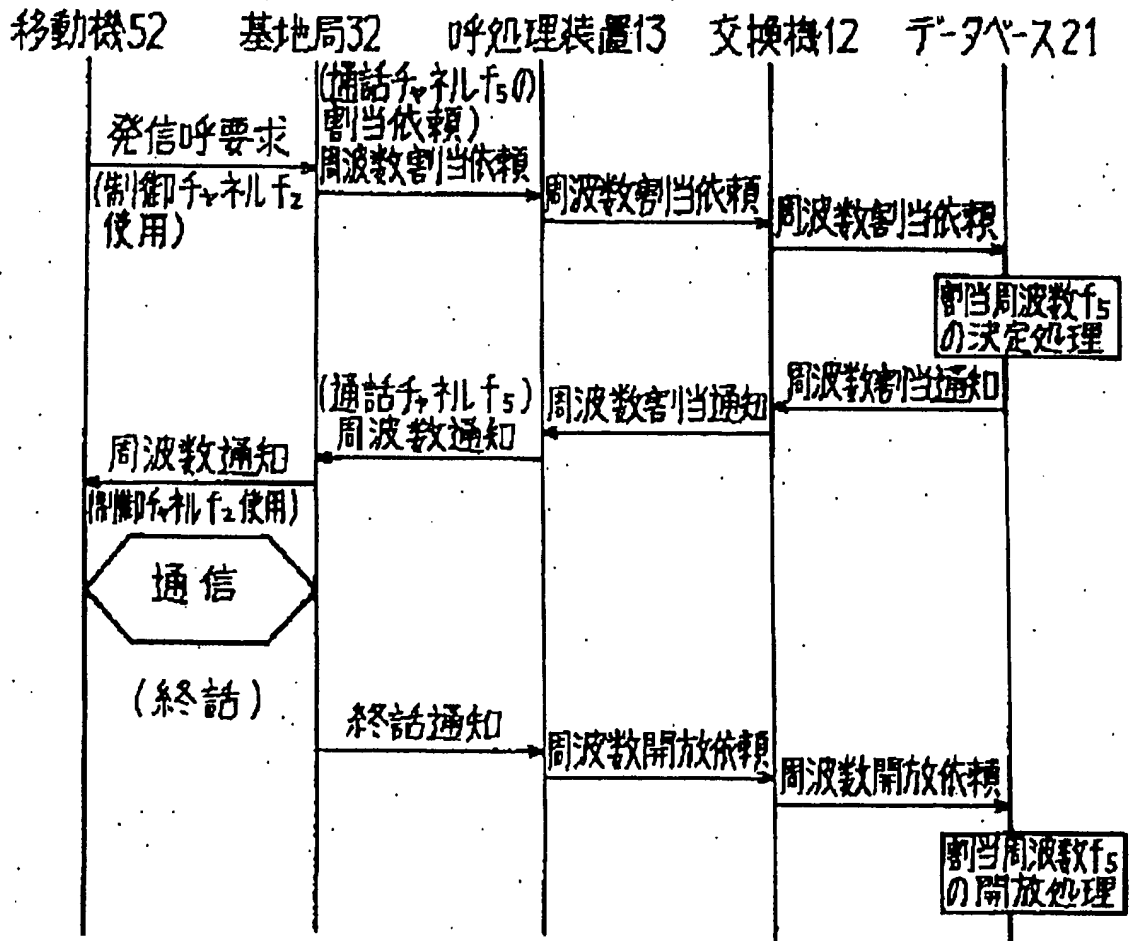 移動機52 基地局32 呼処理装置13 交換機12 データベース21
(通話チャネルf5の
割当依頼)
発信呼要求
周波数割当依頼
(制御チャネルf2
使用)
周波数割当依頼
周波数割当依頼
割当周波数f5
の決定処理
周波数割当通知
周波数割当通知
(通話チャネルf5)
周波数通知
周波数通知
(制御チャネルf2使用)
通信
(終話)
終話通知
周波数開放依頼
周波数開放依頼
割当周波数f5
の開放処理